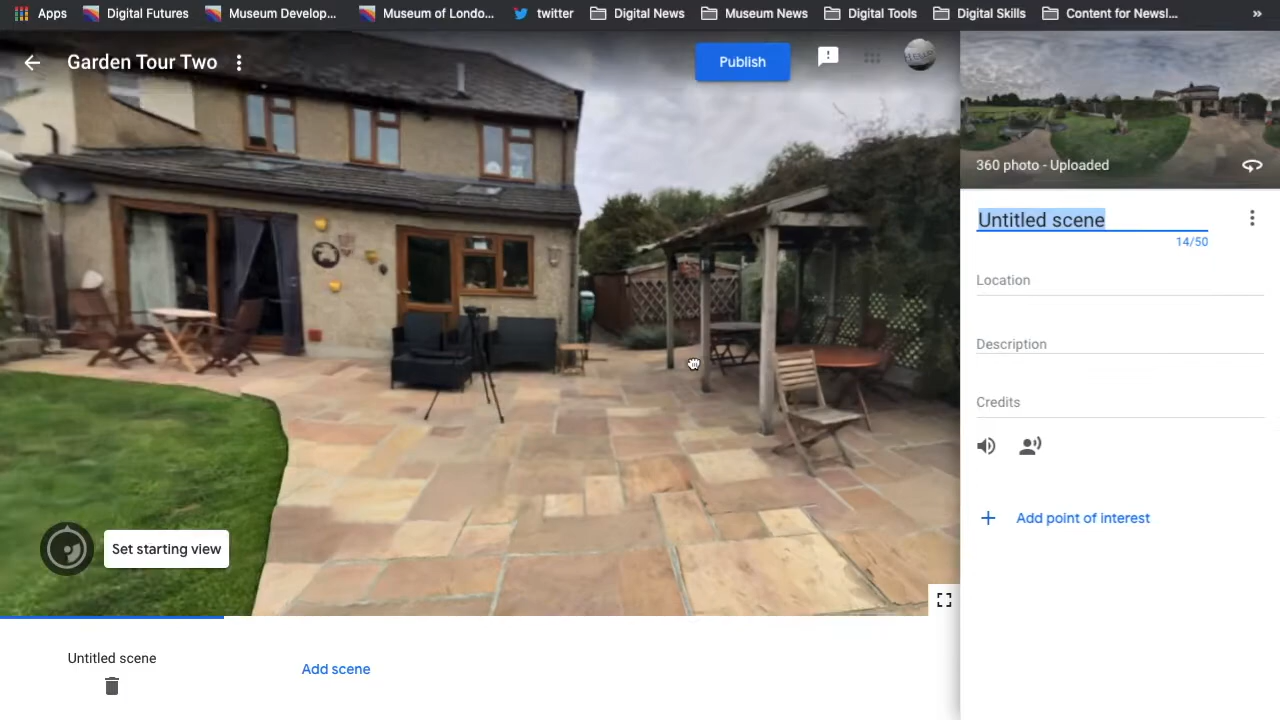 Apps Digital Futures Museum Develop... Museum of Londo... twitter Digital News Museum News Digital Tools Digital Skills Content for News!... »
Garden Tour Two
Publish
360 photo - Uploaded
Untitled scene
14/50
Location
Description
Credits
Add point of interest
Set starting view
Untitled scene
Add scene